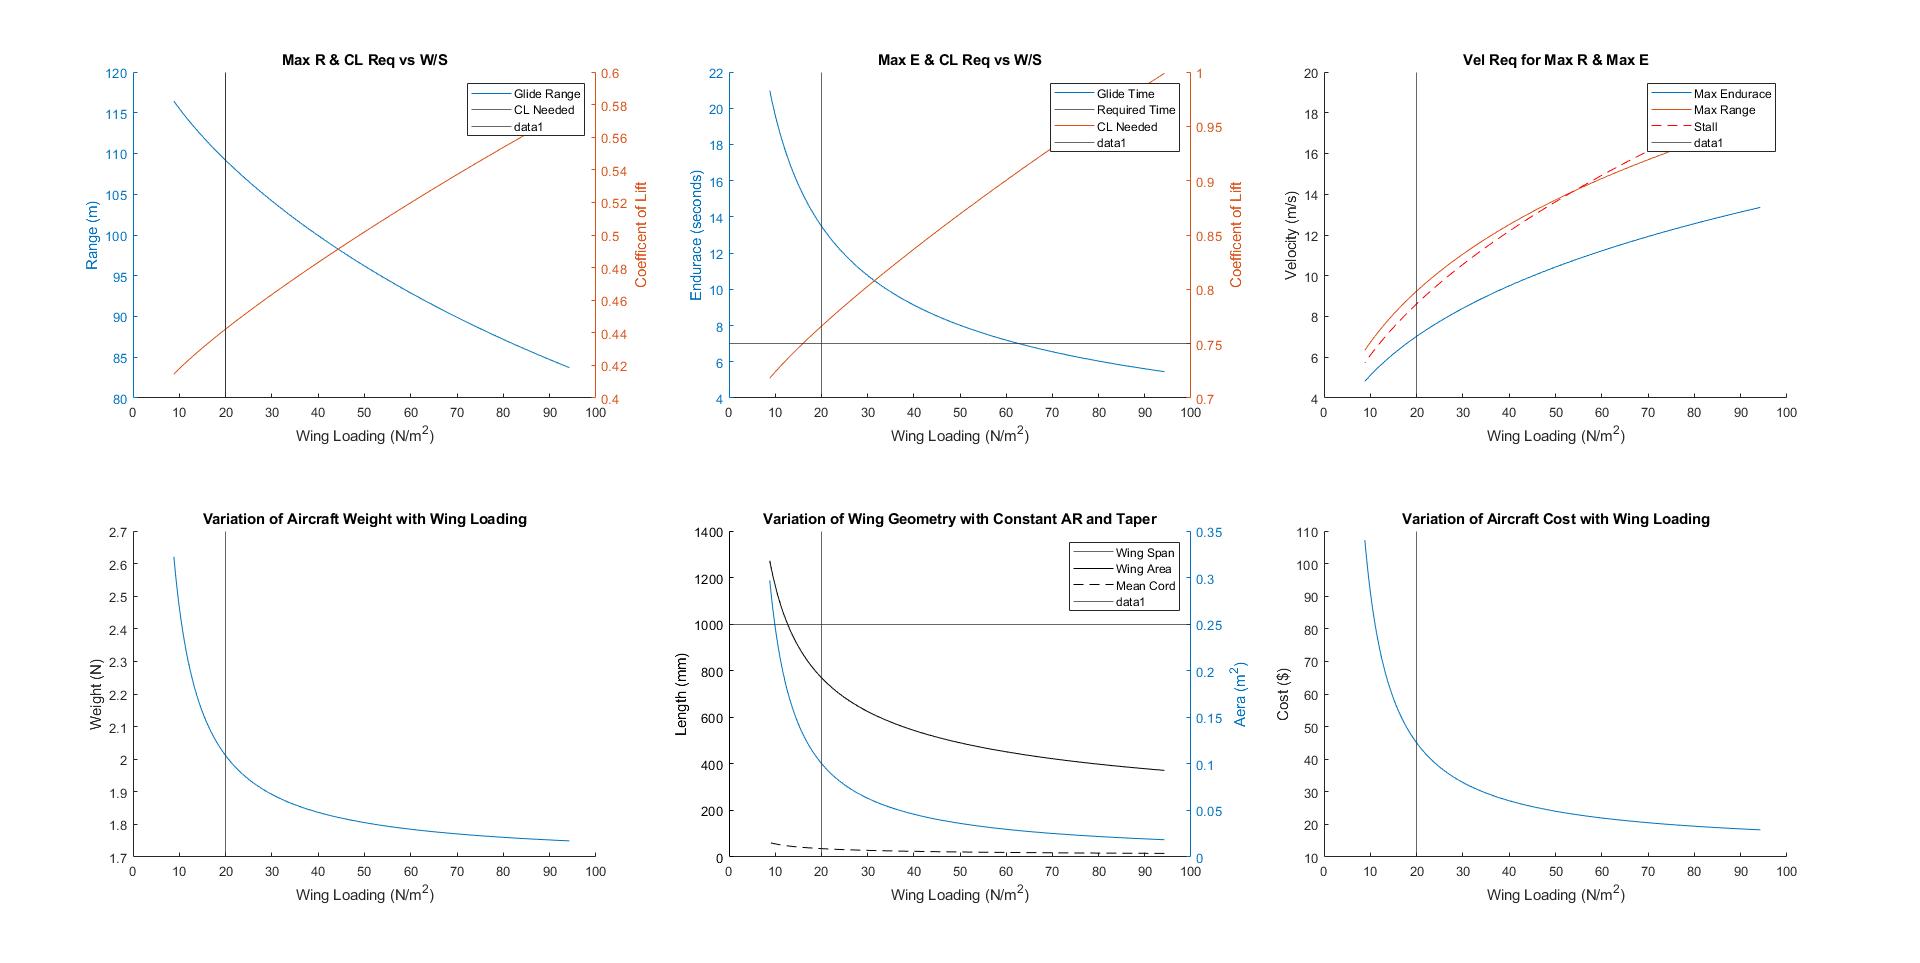 Max R & CL Req vs W/S
120
115
110
105
100
95
90
85
80
Range (m)
0.6
0.58
0.56
0.54
0.52
0.5
0.48
0.46
0.44
0.42
0.4
Coefficent of Lift
Glide Range
CL Needed
data1
0 10 20 30 40 50 60 70 80 90 100
Wing Loading (N/m²)
Max E & CL Req vs W/S
22
20
18
16
14
12
10
8
6
4
Endurace (seconds)
1
0.95
0.9
0.85
0.8
0.75
0.7
Coefficent of Lift
Glide Time
Required Time
CL Needed
data1
0 10 20 30 40 50 60 70 80 90 100
Wing Loading (N/m²)
Vel Req for Max R & Max E
20
18
16
14
12
10
8
6
4
Velocity (m/s)
Max Endurace
Max Range
Stall
data1
0 10 20 30 40 50 60 70 80 90 100
Wing Loading (N/m²)
Variation of Aircraft Weight with Wing Loading
2.7
2.6
2.5
2.4
2.3
2.2
2.1
2
1.9
1.8
1.7
Weight (N)
0 10 20 30 40 50 60 70 80 90 100
Wing Loading (N/m²)
Variation of Wing Geometry with Constant AR and Taper
1400
1200
1000
800
600
400
200
0
Length (mm)
0.35
0.3
0.25
0.2
0.15
0.1
0.05
0
Aera (m²)
Wing Span
Wing Area
Mean Cord
data1
0 10 20 30 40 50 60 70 80 90 100
Wing Loading (N/m²)
Variation of Aircraft Cost with Wing Loading
110
100
90
80
70
60
50
40
30
20
10
Cost ($)
0 10 20 30 40 50 60 70 80 90 100
Wing Loading (N/m²)